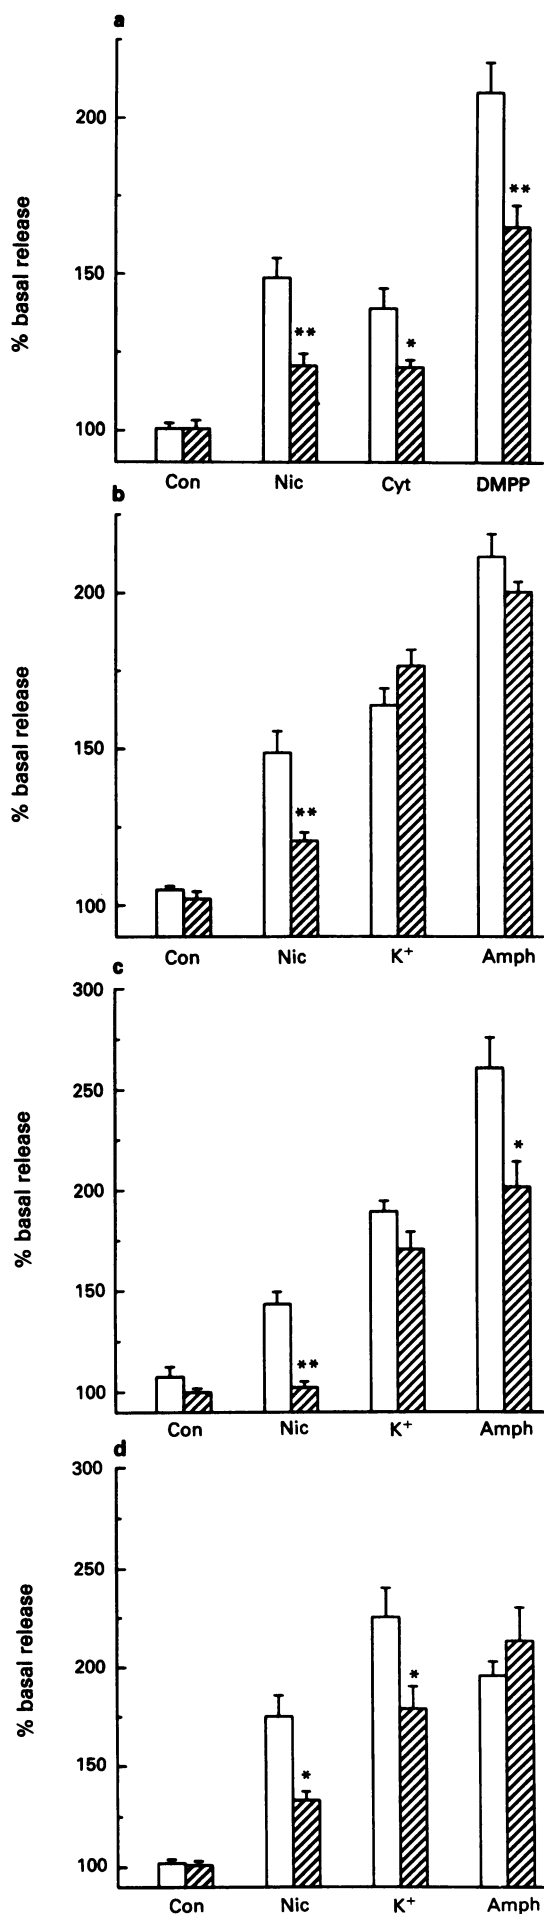 a
% basal release
200
150
100
**
*
**
Con Nic Cyt DMPP
b
% basal release
200
150
100
**
Con Nic K+ Amph
c
% basal release
300
250
200
150
100
**
*
Con Nic K+ Amph
d
% basal release
300
250
200
150
100
*
*
Con Nic K+ Amph